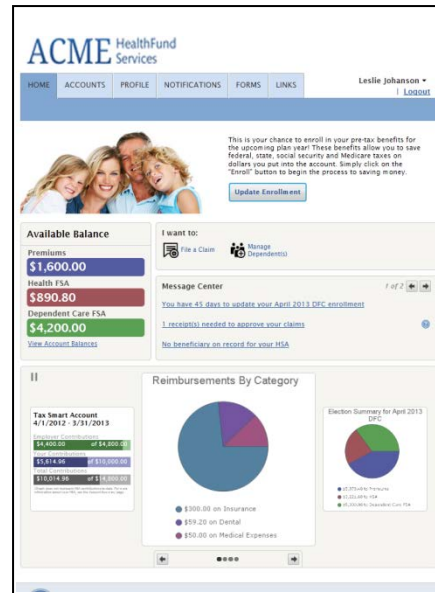 ACME HealthFund Services
HOME ACCOUNTS PROFILE NOTIFICATIONS FORMS LINKS
Leslie Johanson
| Logout
This is your chance to enroll in your pre-tax benefits for
the upcoming plan year! These benefits allow you to save
federal, state, social security and Medicare taxes on
dollars you put into the account. Simply click on the
"Enroll" button to begin the process to saving money.
Update Enrollment
Available Balance
Premiums
$1,600.00
Health FSA
$890.80
Dependent Care FSA
$4,200.00
View Account Balances
I want to:
File a Claim
Manage
Dependent(s)
Message Center
1 of 2
You have 45 days to update your April 2013 DFC enrollment
1 receipt(s) needed to approve your claims
No beneficiary on record for your HSA
Tax Smart Account
4/1/2012 - 3/31/2013
Employer Contributions
$4,400.00 of $4,800.00
Your Contributions
$5,614.96 of $10,000.00
Total Contributions
$10,014.96 of $14,800.00
Reimbursements By Category
$300.00 on Insurance
$59.20 on Dental
$50.00 on Medical Expenses
Election Summary for April 2013
DFC